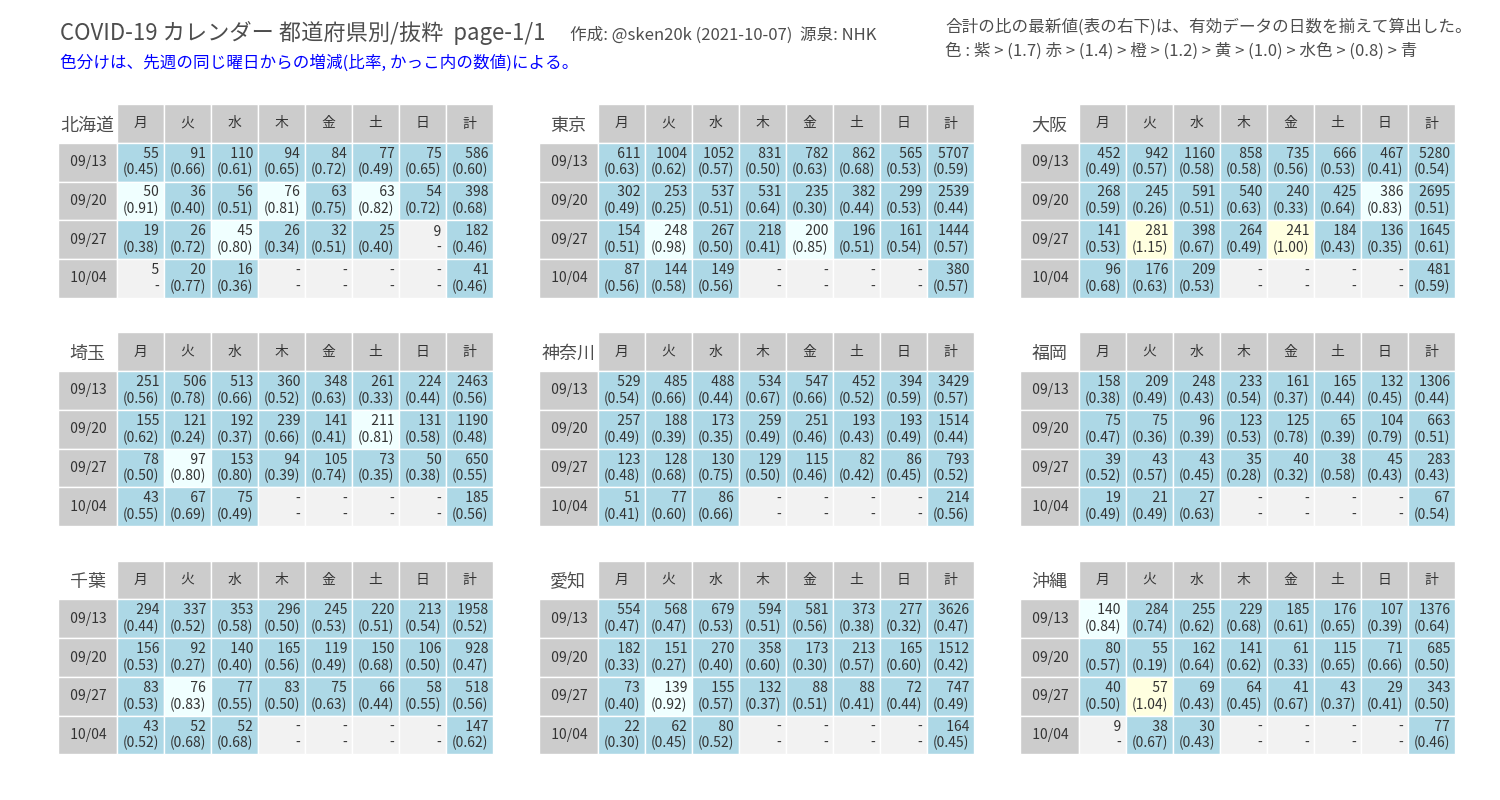 COVID-19 カレンダー 都道府県別/抜粋 page-1/1 作成: @sken20k (2021-10-07) 源泉: NHK
合計の比の最新値(表の右下)は、有効データの日数を揃えて算出した。
色 : 紫 > (1.7) 赤 > (1.4) > 橙 > (1.2) > 黄 > (1.0) > 水色 > (0.8) > 青
色分けは、先週の同じ曜日からの増減(比率, かっこ内の数値)による。
北海道 月 火 水 木 金 土 日 計
09/13 55 91 110 94 84 77 75 586
(0.45) (0.66) (0.61) (0.65) (0.72) (0.49) (0.65) (0.60)
09/20 50 36 56 76 63 63 54 398
(0.91) (0.40) (0.51) (0.81) (0.75) (0.82) (0.72) (0.68)
09/27 19 26 45 26 32 25 9 182
(0.38) (0.72) (0.80) (0.34) (0.51) (0.40) - (0.46)
10/04 5 20 16 - - - - 41
- (0.77) (0.36) - - - - (0.46)
東京 月 火 水 木 金 土 日 計
09/13 611 1004 1052 831 782 862 565 5707
(0.63) (0.62) (0.57) (0.50) (0.63) (0.68) (0.53) (0.59)
09/20 302 253 537 531 235 382 299 2539
(0.49) (0.25) (0.51) (0.64) (0.30) (0.44) (0.53) (0.44)
09/27 154 248 267 218 200 196 161 1444
(0.51) (0.98) (0.50) (0.41) (0.85) (0.51) (0.54) (0.57)
10/04 87 144 149 - - - - 380
(0.56) (0.58) (0.56) - - - - (0.57)
大阪 月 火 水 木 金 土 日 計
09/13 452 942 1160 858 735 666 467 5280
(0.49) (0.57) (0.58) (0.58) (0.56) (0.53) (0.41) (0.54)
09/20 268 245 591 540 240 425 386 2695
(0.59) (0.26) (0.51) (0.63) (0.33) (0.64) (0.83) (0.51)
09/27 141 281 398 264 241 184 136 1645
(0.53) (1.15) (0.67) (0.49) (1.00) (0.43) (0.35) (0.61)
10/04 96 176 209 - - - - 481
(0.68) (0.63) (0.53) - - - - (0.59)
埼玉 月 火 水 木 金 土 日 計
09/13 251 506 513 360 348 261 224 2463
(0.56) (0.78) (0.66) (0.52) (0.63) (0.33) (0.44) (0.56)
09/20 155 121 192 239 141 211 131 1190
(0.62) (0.24) (0.37) (0.66) (0.41) (0.81) (0.58) (0.48)
09/27 78 97 153 94 105 73 50 650
(0.50) (0.80) (0.80) (0.39) (0.74) (0.35) (0.38) (0.55)
10/04 43 67 75 - - - - 185
(0.55) (0.69) (0.49) - - - - (0.56)
神奈川 月 火 水 木 金 土 日 計
09/13 529 485 488 534 547 452 394 3429
(0.54) (0.66) (0.44) (0.67) (0.66) (0.52) (0.59) (0.57)
09/20 257 188 173 259 251 193 193 1514
(0.49) (0.39) (0.35) (0.49) (0.46) (0.43) (0.49) (0.44)
09/27 123 128 130 129 115 82 86 793
(0.48) (0.68) (0.75) (0.50) (0.46) (0.42) (0.45) (0.52)
10/04 51 77 86 - - - - 214
(0.41) (0.60) (0.66) - - - - (0.56)
福岡 月 火 水 木 金 土 日 計
09/13 158 209 248 233 161 165 132 1306
(0.38) (0.49) (0.43) (0.54) (0.37) (0.44) (0.45) (0.44)
09/20 75 75 96 123 125 65 104 663
(0.47) (0.36) (0.39) (0.53) (0.78) (0.39) (0.79) (0.51)
09/27 39 43 43 35 40 38 45 283
(0.52) (0.57) (0.45) (0.28) (0.32) (0.58) (0.43) (0.43)
10/04 19 21 27 - - - - 67
(0.49) (0.49) (0.63) - - - - (0.54)
千葉 月 火 水 木 金 土 日 計
09/13 294 337 353 296 245 220 213 1958
(0.44) (0.52) (0.58) (0.50) (0.53) (0.51) (0.54) (0.52)
09/20 156 92 140 165 119 150 106 928
(0.53) (0.27) (0.40) (0.56) (0.49) (0.68) (0.50) (0.47)
09/27 83 76 77 83 75 66 58 518
(0.53) (0.83) (0.55) (0.50) (0.63) (0.44) (0.55) (0.56)
10/04 43 52 52 - - - - 147
(0.52) (0.68) (0.68) - - - - (0.62)
愛知 月 火 水 木 金 土 日 計
09/13 554 568 679 594 581 373 277 3626
(0.47) (0.47) (0.53) (0.51) (0.56) (0.38) (0.32) (0.47)
09/20 182 151 270 358 173 213 165 1512
(0.33) (0.27) (0.40) (0.60) (0.30) (0.57) (0.60) (0.42)
09/27 73 139 155 132 88 88 72 747
(0.40) (0.92) (0.57) (0.37) (0.51) (0.41) (0.44) (0.49)
10/04 22 62 80 - - - - 164
(0.30) (0.45) (0.52) - - - - (0.45)
沖縄 月 火 水 木 金 土 日 計
09/13 140 284 255 229 185 176 107 1376
(0.84) (0.74) (0.62) (0.68) (0.61) (0.65) (0.39) (0.64)
09/20 80 55 162 141 61 115 71 685
(0.57) (0.19) (0.64) (0.62) (0.33) (0.65) (0.66) (0.50)
09/27 40 57 69 64 41 43 29 343
(0.50) (1.04) (0.43) (0.45) (0.67) (0.37) (0.41) (0.50)
10/04 9 38 30 - - - - 77
- (0.67) (0.43) - - - - (0.46)